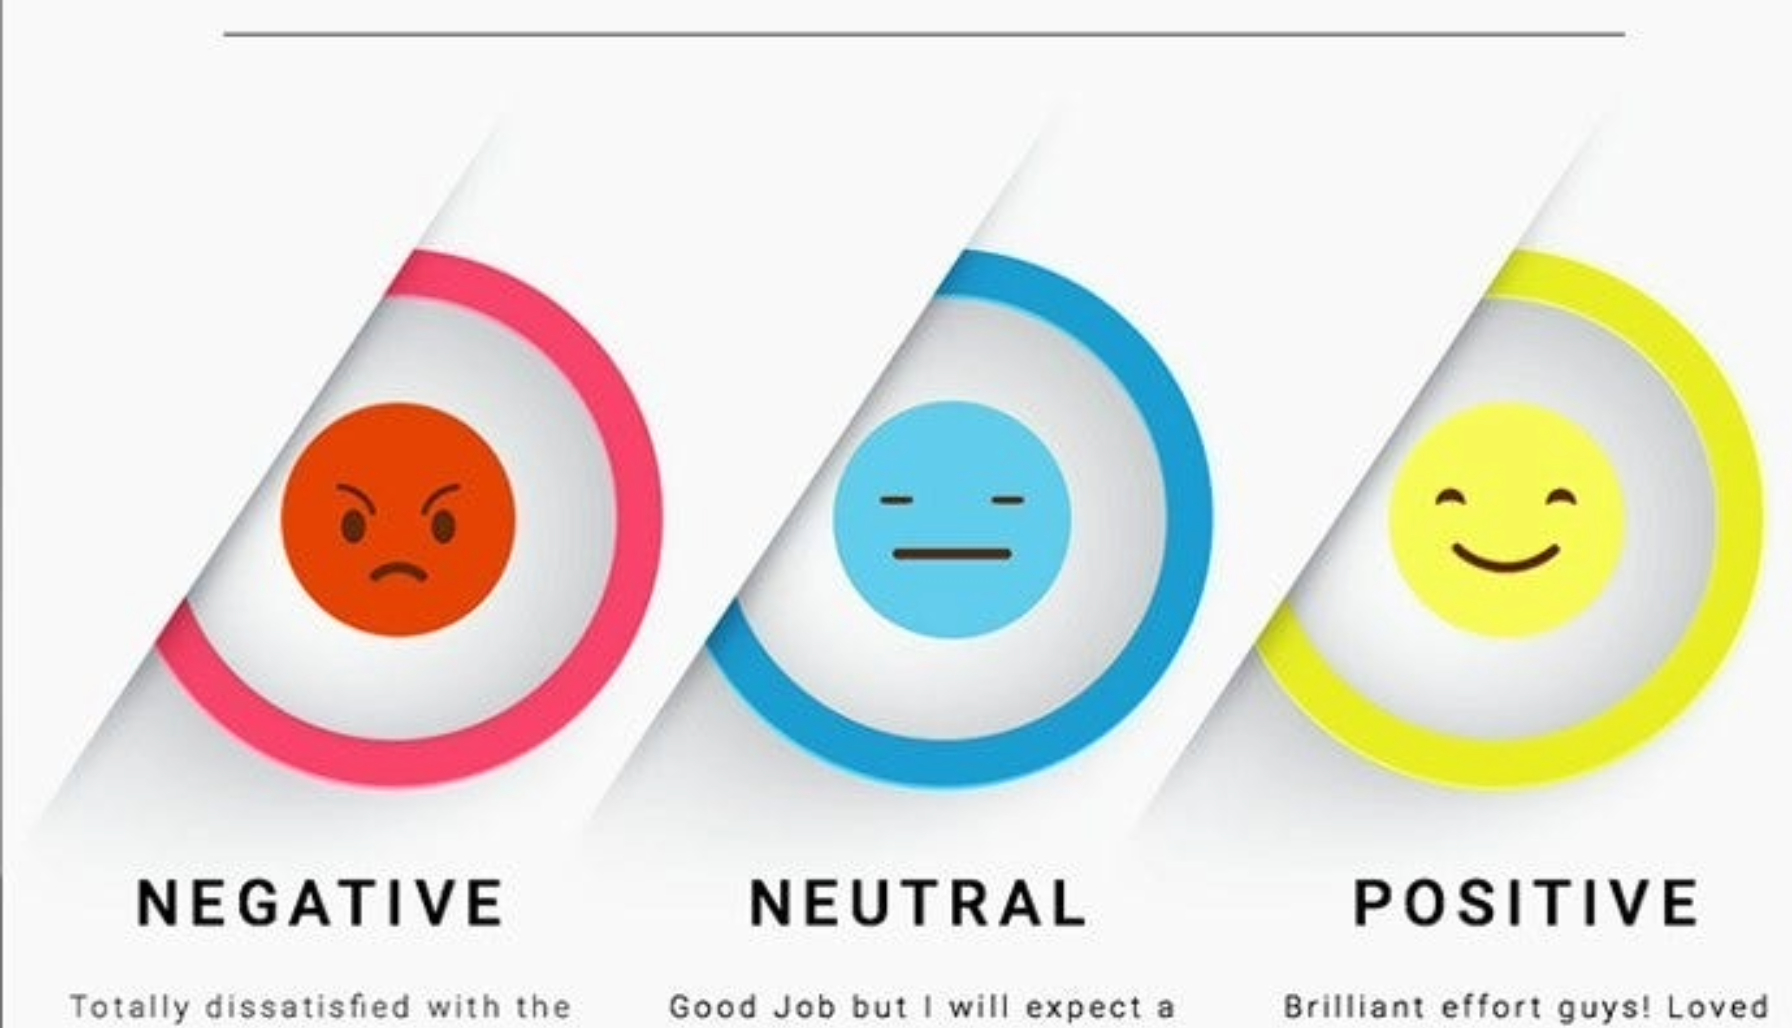 NEGATIVE NEUTRAL POSITIVE
Totally dissatisfied with the
Good Job but I will expect a
Brilliant effort guys! Loved